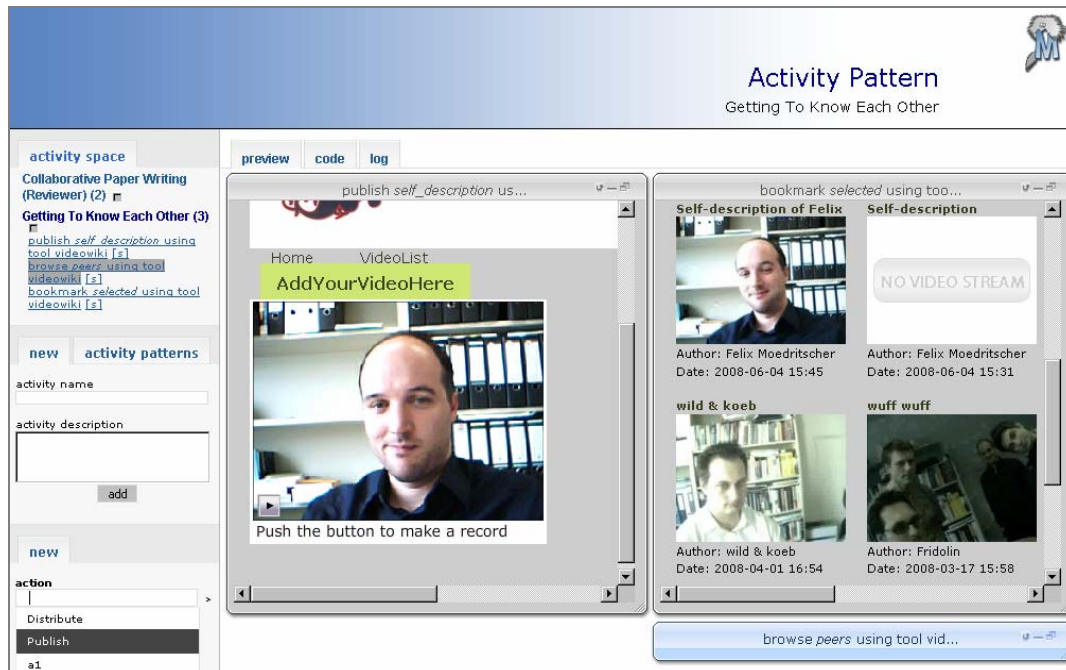 M
Activity Pattern
Getting To Know Each Other
activity space
Collaborative Paper Writing
(Reviewer) (2)
Getting To Know Each Other (3)
publish self_description using
tool videowiki [s]
browse peers using tool
videowiki [s]
bookmark selected using tool
videowiki [s]
new activity patterns
activity name
activity description
add
new
action
>
Distribute
Publish
a1
preview code log
publish self_description us...
Home VideoList
AddYourVideoHere
Push the button to make a record
bookmark selected using too...
Self-description of Felix Self-description
NO VIDEO STREAM
Author: Felix Moedritscher Author: Felix Moedritscher
Date: 2008-06-04 15:45 Date: 2008-06-04 15:31
wild & koeb wuff wuff
Author: wild & koeb Author: Fridolin
Date: 2008-04-01 16:54 Date: 2008-03-17 15:58
browse peers using tool vid...